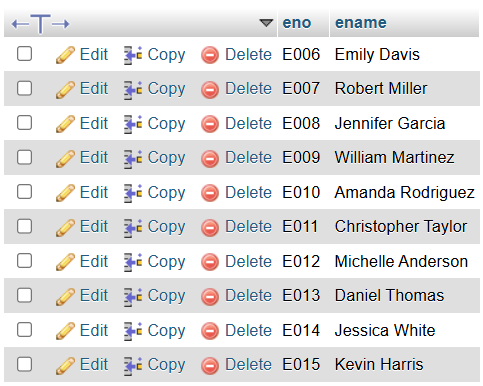 eno ename
Edit Copy Delete E006 Emily Davis
Edit Copy Delete E007 Robert Miller
Edit Copy Delete E008 Jennifer Garcia
Edit Copy Delete E009 William Martinez
Edit Copy Delete E010 Amanda Rodriguez
Edit Copy Delete E011 Christopher Taylor
Edit Copy Delete E012 Michelle Anderson
Edit Copy Delete E013 Daniel Thomas
Edit Copy Delete E014 Jessica White
Edit Copy Delete E015 Kevin Harris